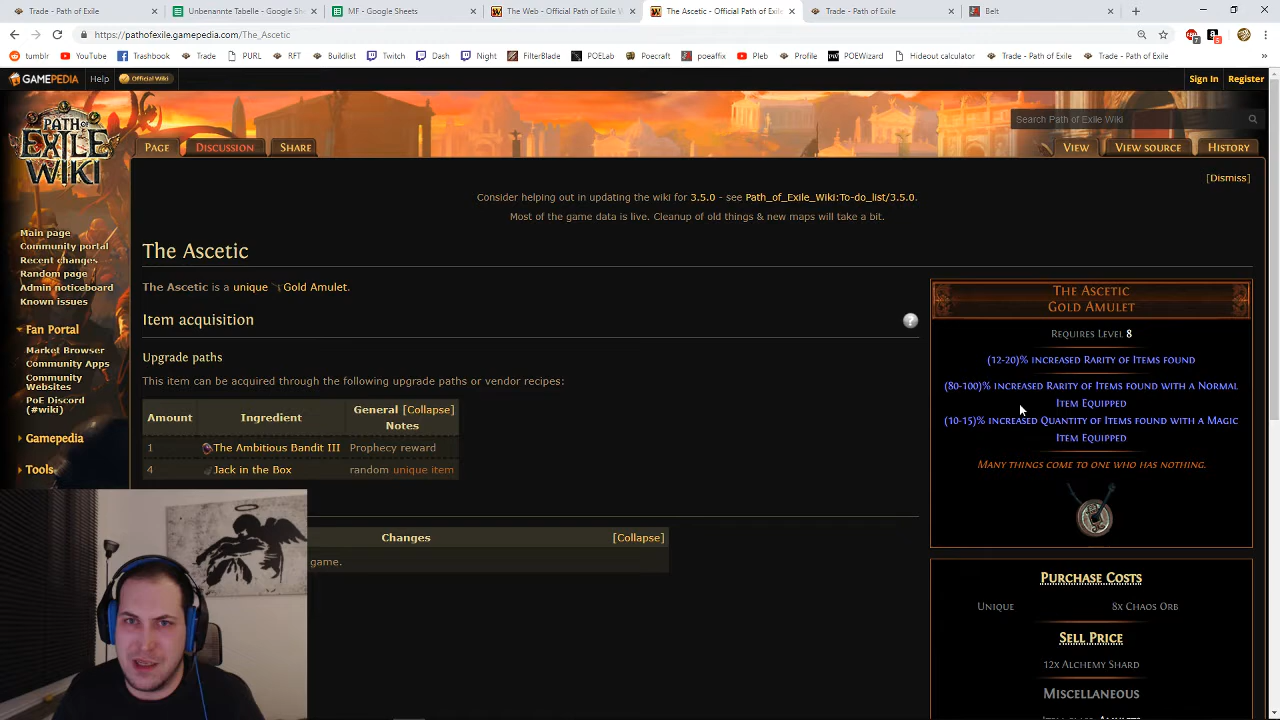 Trashbook - Google Sheets
MF - Google Sheets
The Web - Official Path of Exile W
The Ascetic - Official Path of Exile
Trade - Path of Exile
Belt
https://pathofexile.gamepedia.com/The_Ascetic
tumblr
Facebook
Trashbook
Trade
PURL
RFT
Buildlist
Twitch
Dash
Night
FilterBlade
POELab
Poecraft
poeaffix
Pleb
Profile
POEWizard
Hideout calculator
Trade - Path of Exile
Trade - Path of Exile
GAMEPEDIA
Help
Official Wiki
Sign In
Register
PATH OF EXILE WIKI
Page
Discussion
Share
Search Path of Exile Wiki
View
View source
History
[Dismiss]
Consider helping out in updating the wiki for 3.5.0 - see Path_of_Exile_Wiki:To-do_list/3.5.0.
Most of the game data is live. Cleanup of old things & new maps will take a bit.
Main page
Community portal
Recent changes
Random page
Admin noticeboard
Known issues
Fan Portal
Market Browser
Community Apps
Community
Websites
PoE Discord
(#wiki)
Gamepedia
Tools
The Ascetic
The Ascetic is a unique Gold Amulet.
Item acquisition
?
Upgrade paths
This item can be acquired through the following upgrade paths or vendor recipes:
Amount Ingredient General [Collapse]
Notes
1 The Ambitious Bandit III Prophecy reward
4 Jack in the Box random unique item
Changes [Collapse]
game.
The Ascetic
Gold Amulet
Requires Level 8
(12-20)% increased Rarity of Items found
(80-100)% increased Rarity of Items found with a Normal
Item Equipped
(10-15)% increased Quantity of Items found with a Magic
Item Equipped
Many things come to one who has nothing.
Purchase Costs
Unique 8x Chaos Orb
Sell Price
12x Alchemy Shard
Miscellaneous